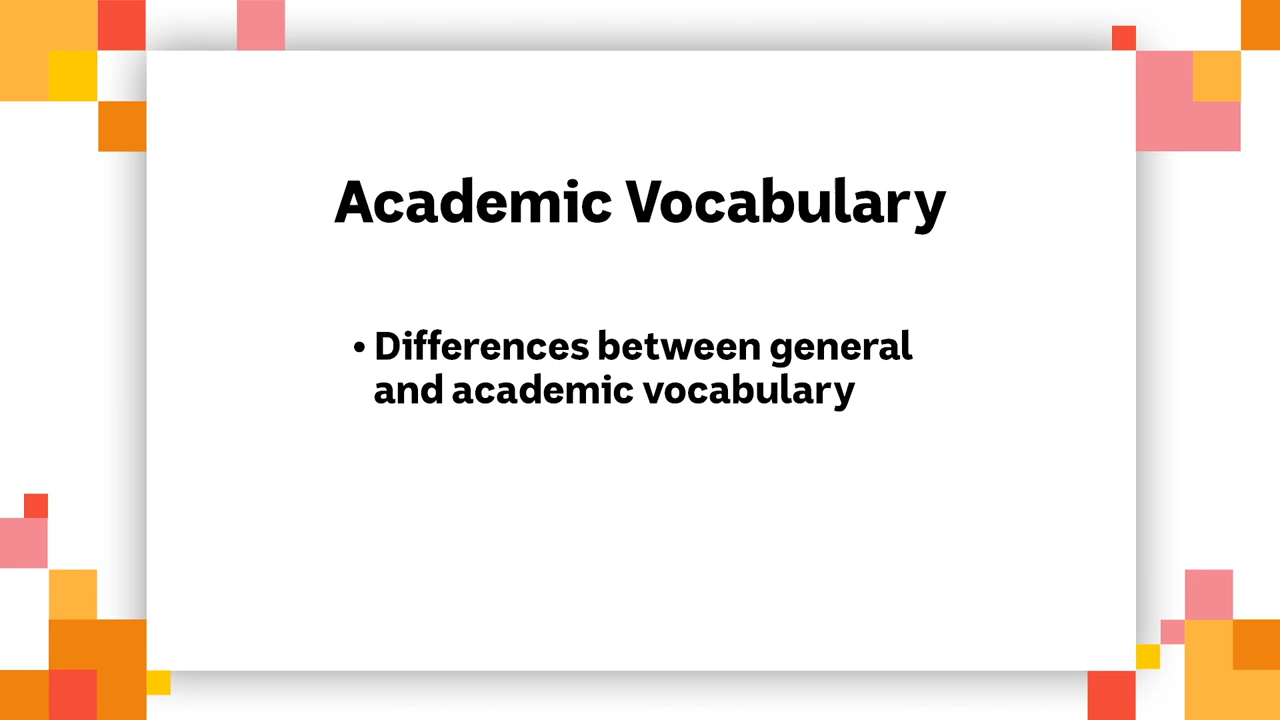 Academic Vocabulary
• Differences between general
and academic vocabulary